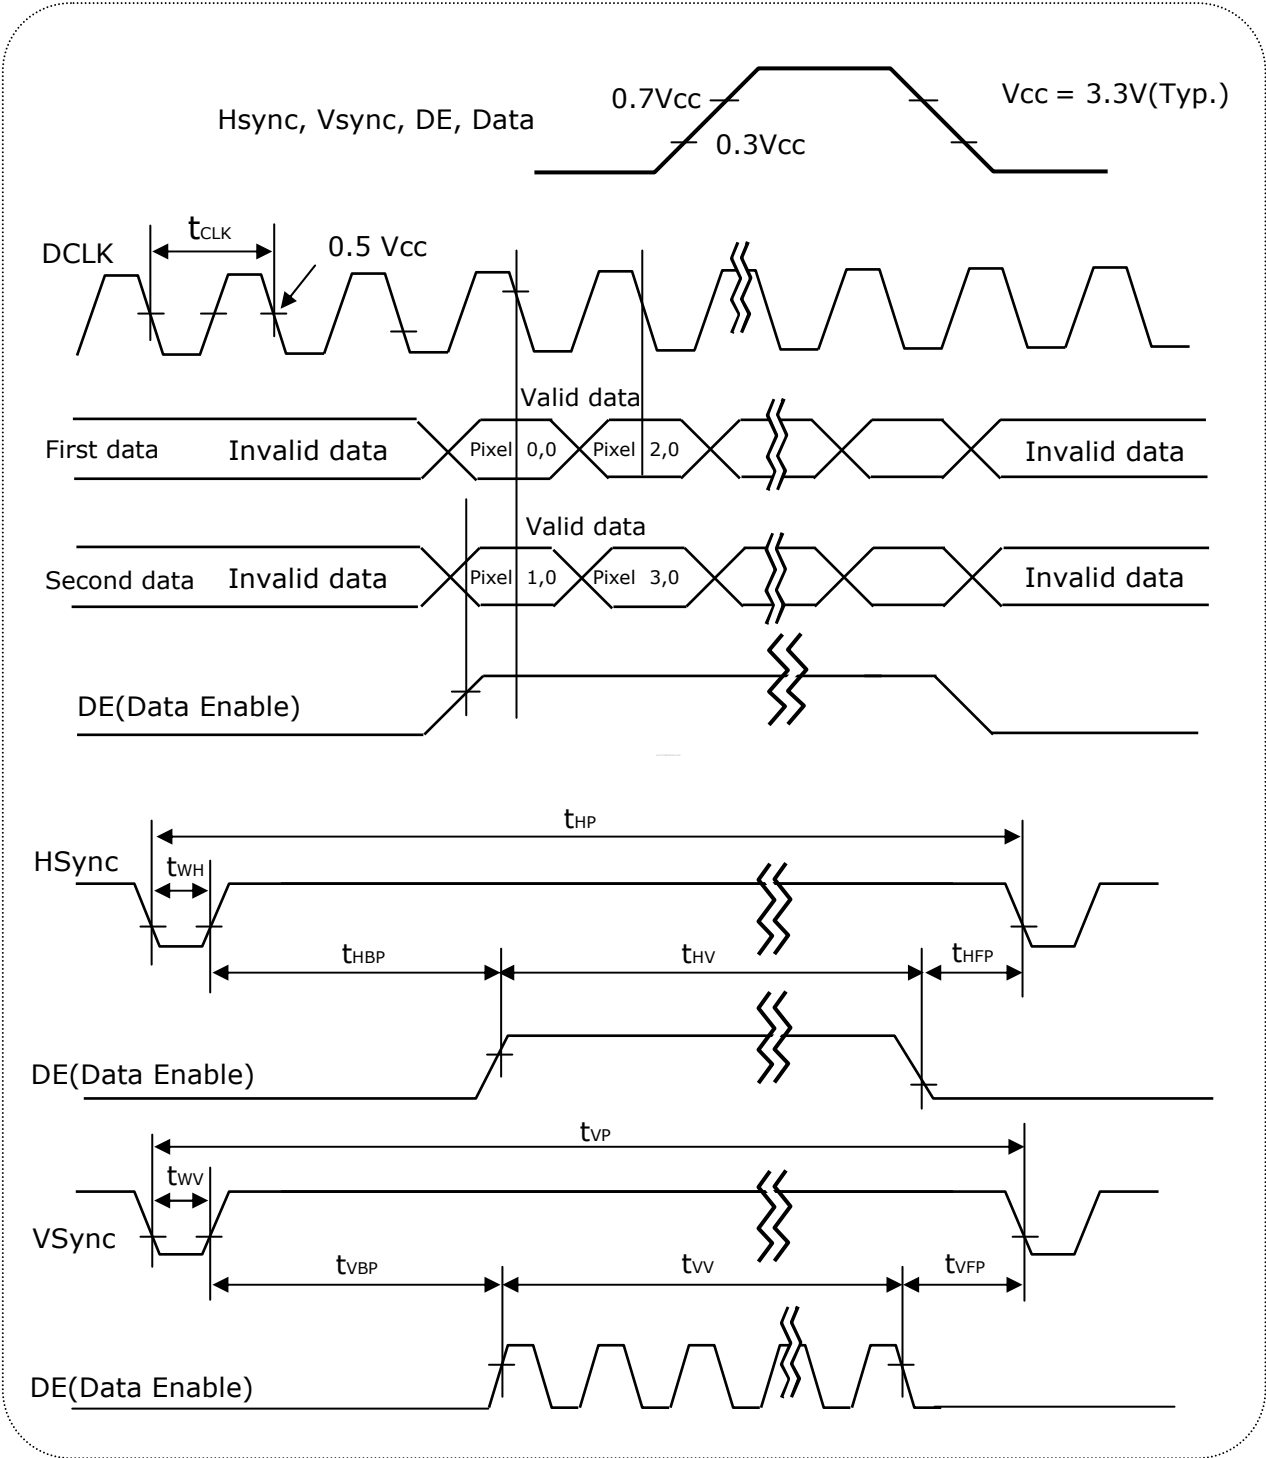 0.7Vcc
Vcc = 3.3V(Typ.)
Hsync, Vsync, DE, Data
0.3Vcc
tCLK
DCLK
0.5 Vcc
Valid data
First data
Invalid data
Pixel 0,0
Pixel 2,0
Invalid data
Valid data
Second data
Invalid data
Pixel 1,0
Pixel 3,0
Invalid data
DE(Data Enable)
tHP
HSync
tWH
tHBP
tHV
tHFP
DE(Data Enable)
tVP
tWV
VSync
tVBP
tVV
tVFP
DE(Data Enable)